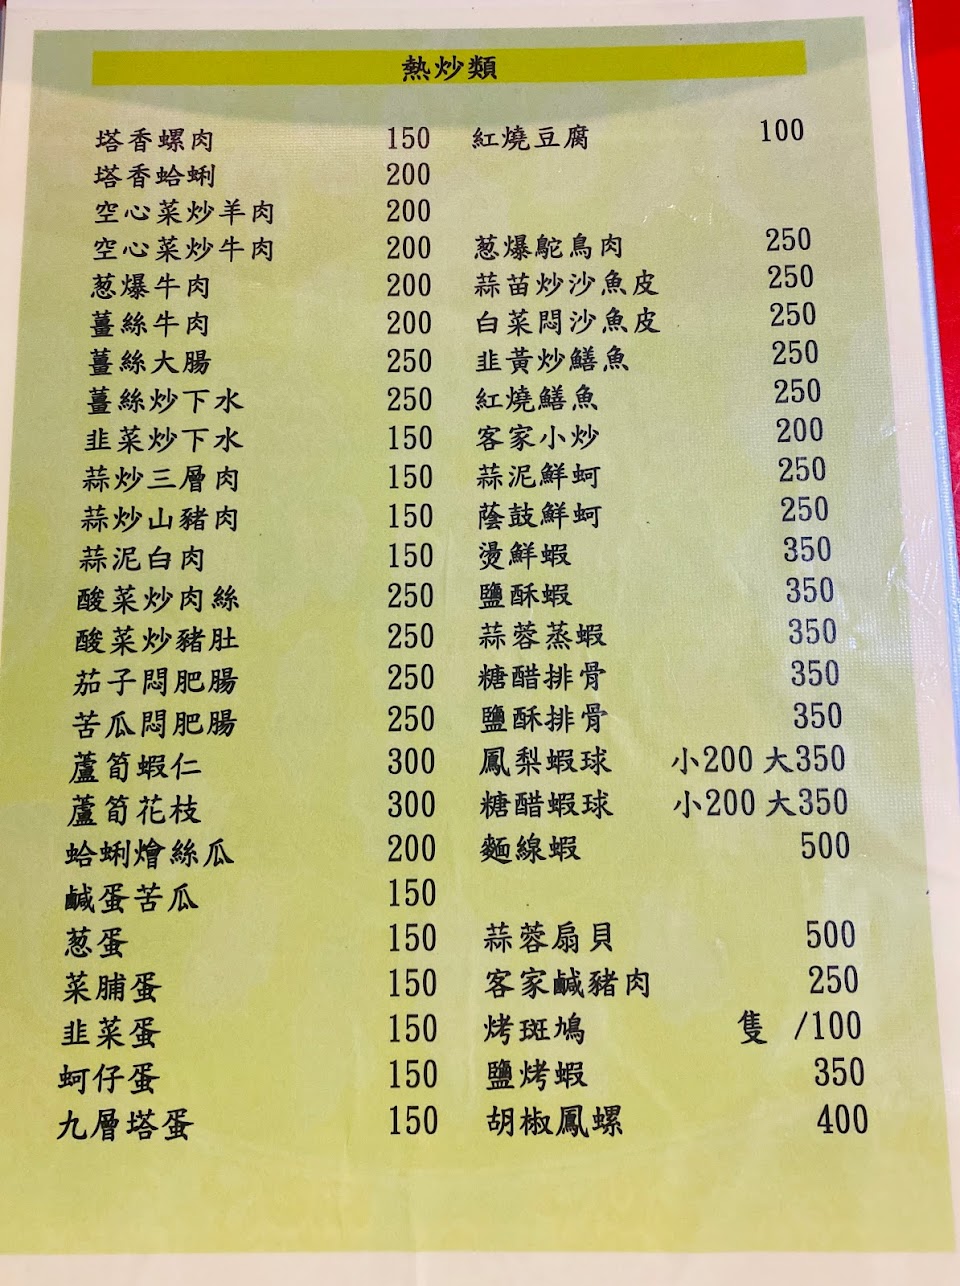 熱炒類
塔香螺肉 150
塔香蛤蜊 200
空心菜炒羊肉 200
空心菜炒牛肉 200
葱爆牛肉 200
薑絲牛肉 200
薑絲大腸 250
薑絲炒下水 250
韭菜炒下水 150
蒜炒三層肉 150
蒜炒山豬肉 150
蒜泥白肉 150
酸菜炒肉絲 250
酸菜炒豬肚 250
茄子悶肥腸 250
苦瓜悶肥腸 250
蘆筍蝦仁 300
蘆筍花枝 300
蛤蜊燴絲瓜 200
鹹蛋苦瓜 150
葱蛋 150
菜脯蛋 150
韭菜蛋 150
蚵仔蛋 150
九層塔蛋 150
紅燒豆腐 100
葱爆鴕鳥肉 250
蒜苗炒沙魚皮 250
白菜悶沙魚皮 250
韭黃炒鱔魚 250
紅燒鱔魚 250
客家小炒 200
蒜泥鮮蚵 250
蔭鼓鮮蚵 250
燙鮮蝦 350
鹽酥蝦 350
蒜蓉蒸蝦 350
糖醋排骨 350
鹽酥排骨 350
鳳梨蝦球 小200 大350
糖醋蝦球 小200 大350
麵線蝦 500
蒜蓉扇貝 500
客家鹹豬肉 250
烤斑鳩 隻 /100
鹽烤蝦 350
胡椒鳳螺 400